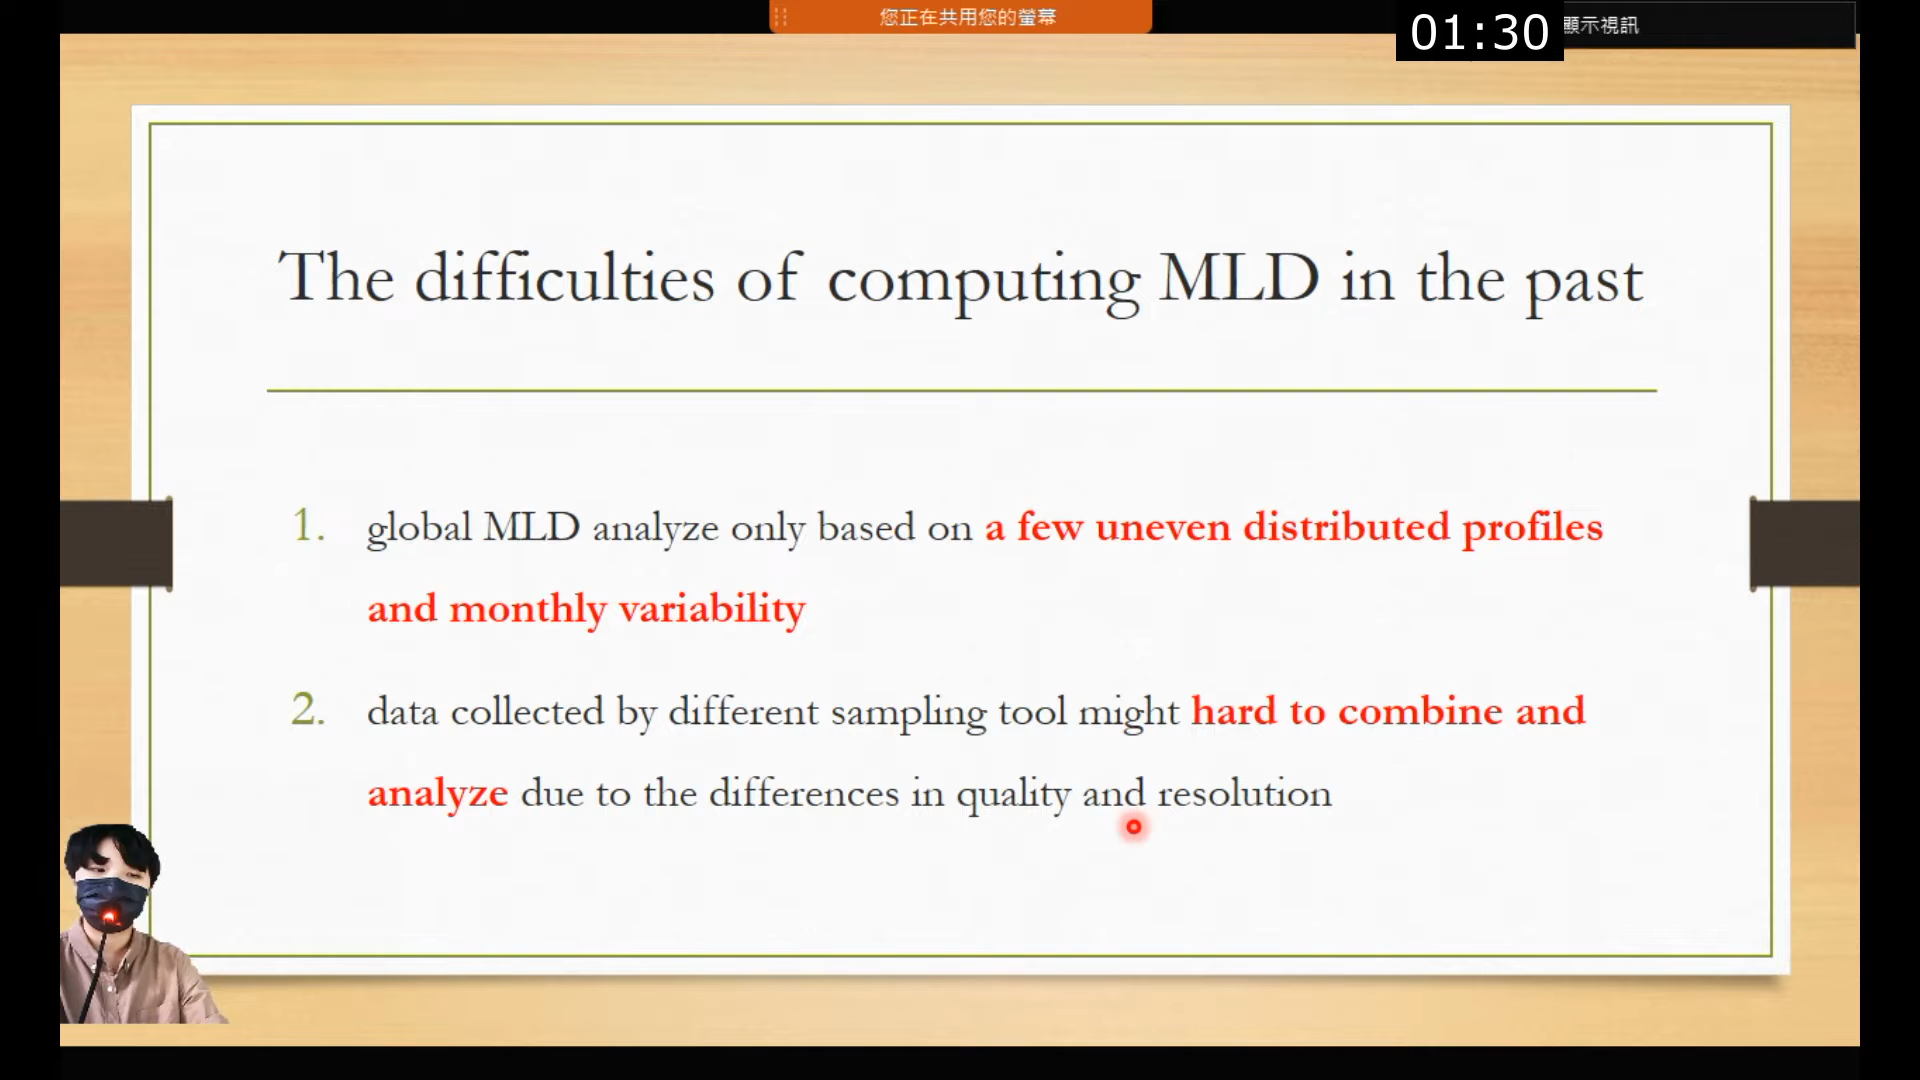 您正在共用您的螢幕
01:30
顯示視訊
The difficulties of computing MLD in the past
1. global MLD analyze only based on a few uneven distributed profiles
and monthly variability
2. data collected by different sampling tool might hard to combine and
analyze due to the differences in quality and resolution